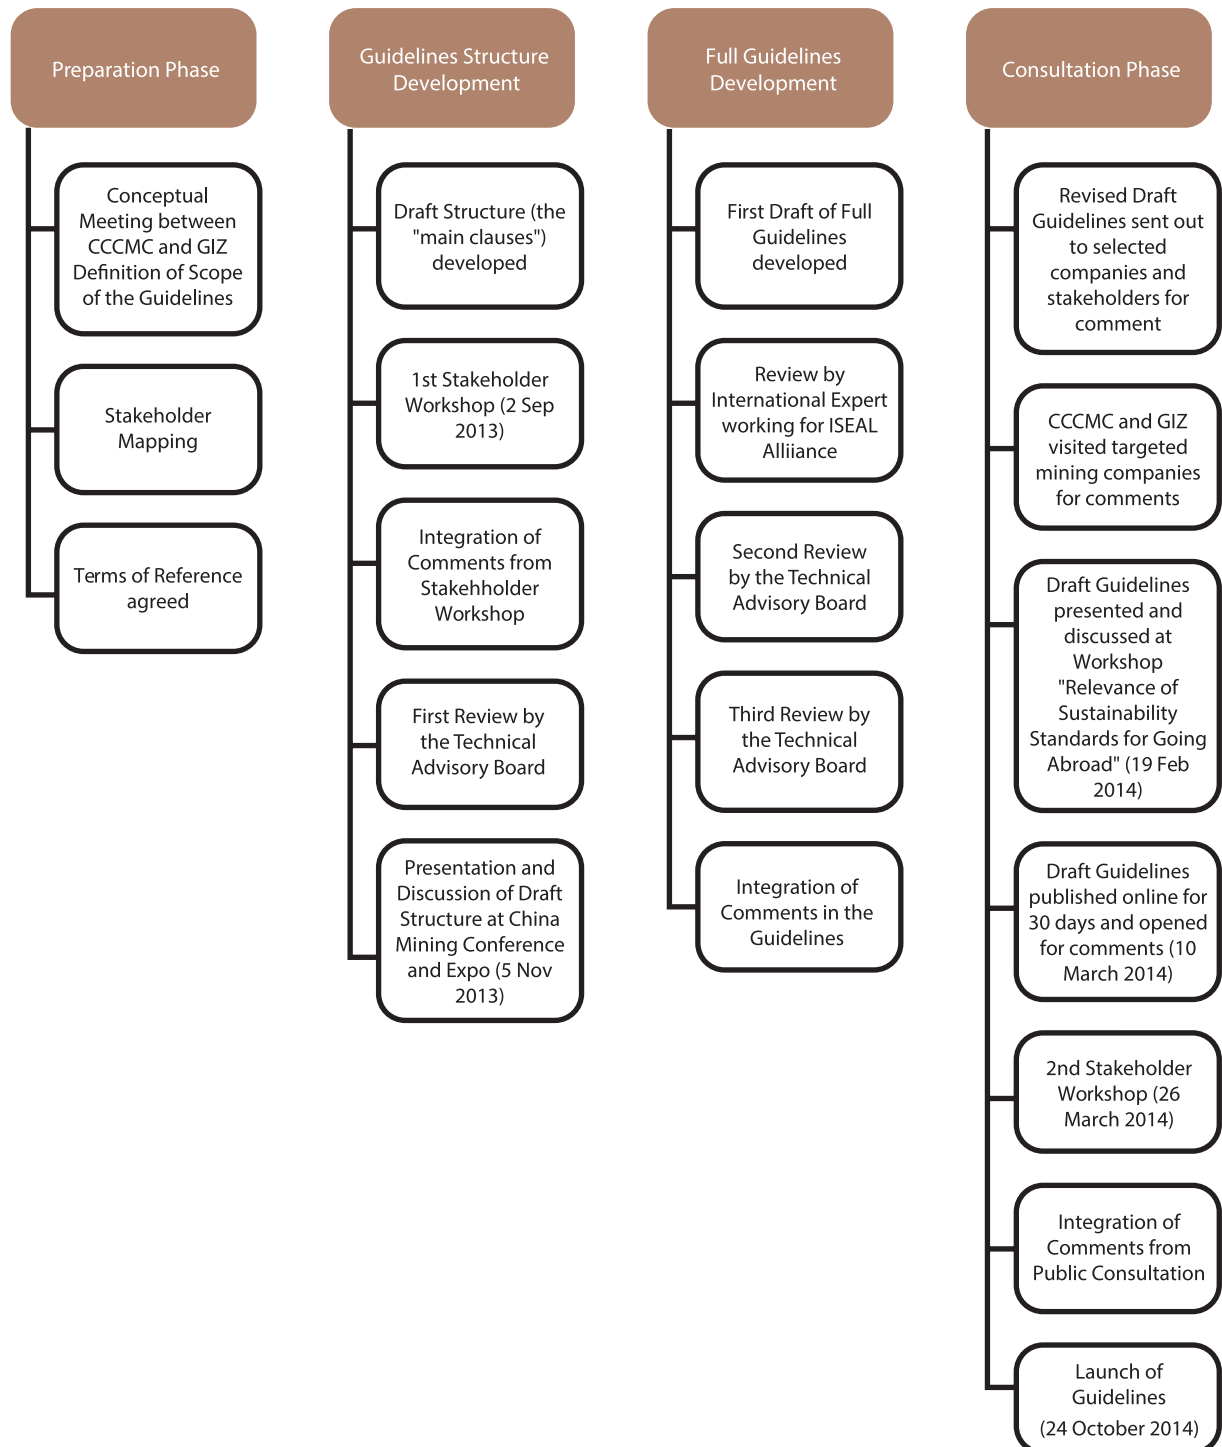 Preparation Phase
Conceptual
Meeting between
CCCMC and GIZ
Definition of Scope
of the Guidelines
Stakeholder
Mapping
Terms of Reference
agreed
Guidelines Structure
Development
Draft Structure (the
"main clauses")
developed
1st Stakeholder
Workshop (2 Sep
2013)
Integration of
Comments from
Stakehholder
Workshop
First Review by
the Technical
Advisory Board
Presentation and
Discussion of Draft
Structure at China
Mining Conference
and Expo (5 Nov
2013)
Full Guidelines
Development
First Draft of Full
Guidelines
developed
Review by
International Expert
working for ISEAL
Alliiance
Second Review
by the Technical
Advisory Board
Third Review by
the Technical
Advisory Board
Integration of
Comments in the
Guidelines
Consultation Phase
Revised Draft
Guidelines sent out
to selected
companies and
stakeholders for
comment
CCCMC and GIZ
visited targeted
mining companies
for comments
Draft Guidelines
presented and
discussed at
Workshop
"Relevance of
Sustainability
Standards for Going
Abroad" (19 Feb
2014)
Draft Guidelines
published online for
30 days and opened
for comments (10
March 2014)
2nd Stakeholder
Workshop (26
March 2014)
Integration of
Comments from
Public Consultation
Launch of
Guidelines
(24 October 2014)